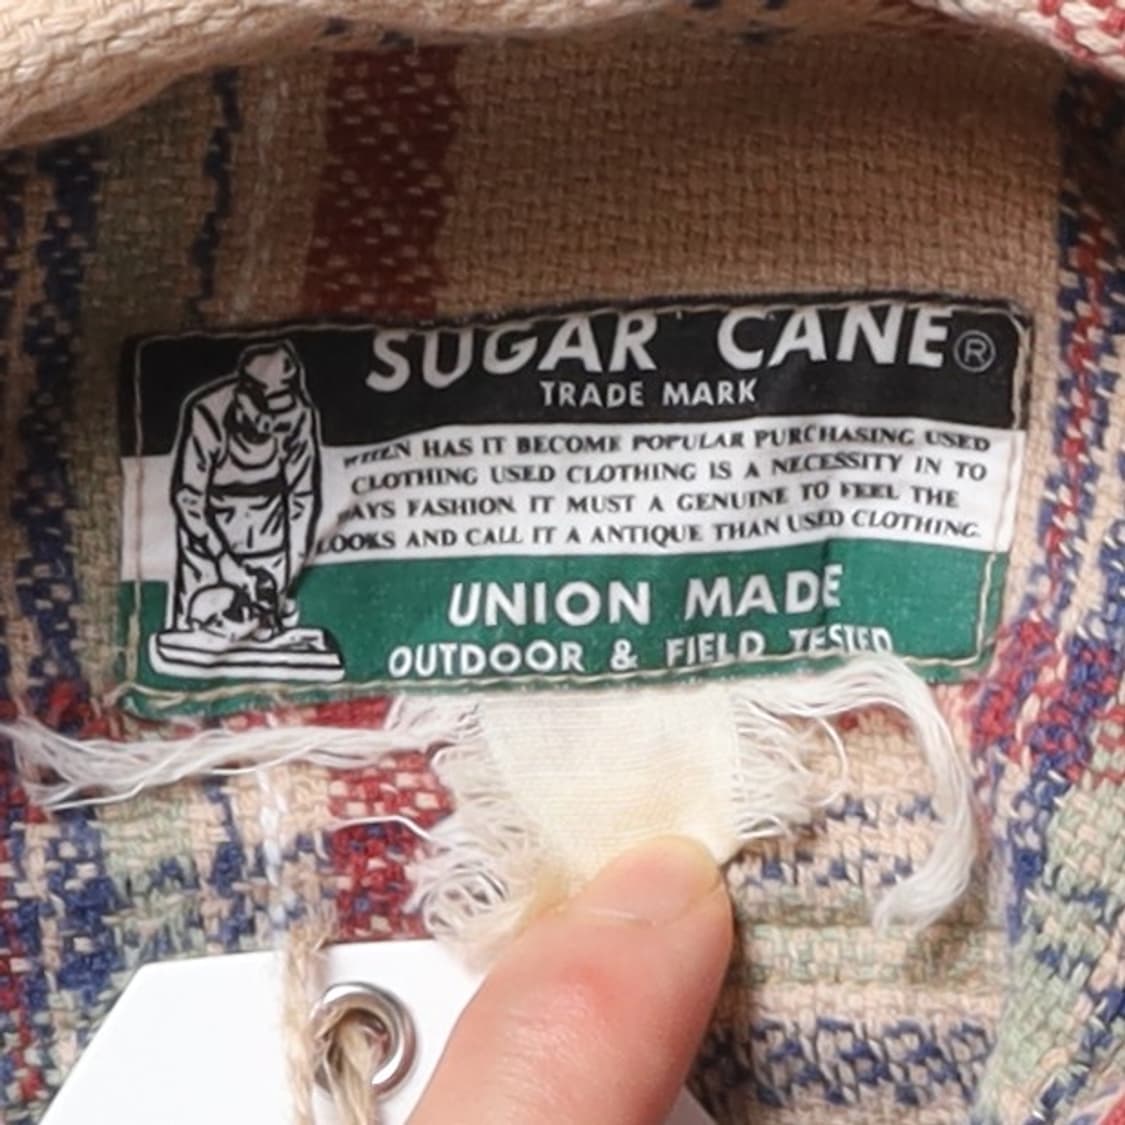 SUGAR CANE®
TRADE MARK
WHEN HAS IT BECOME POPULAR PURCHASING USED
CLOTHING USED CLOTHING IS A NECESSITY IN TO
AYS FASHION IT MUST A GENUINE TO FEEL THE
LOOKS AND CALL IT A ANTIQUE THAN USED CLOTHING.
UNION MADE
OUTDOOR & FIELD TESTED